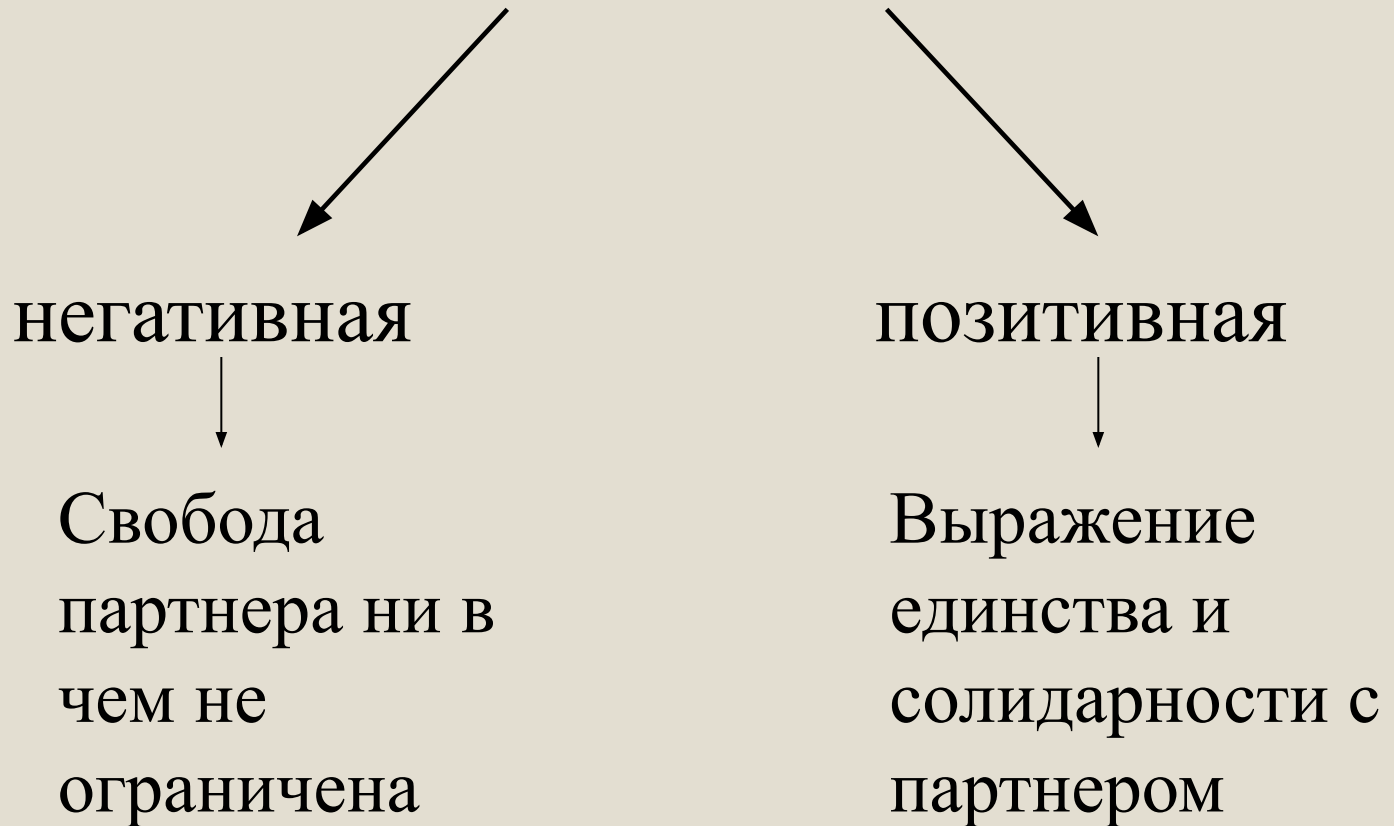 негативная
позитивная
Свобода
партнера ни в
чем не
ограничена
Выражение
единства и
солидарности с
партнером